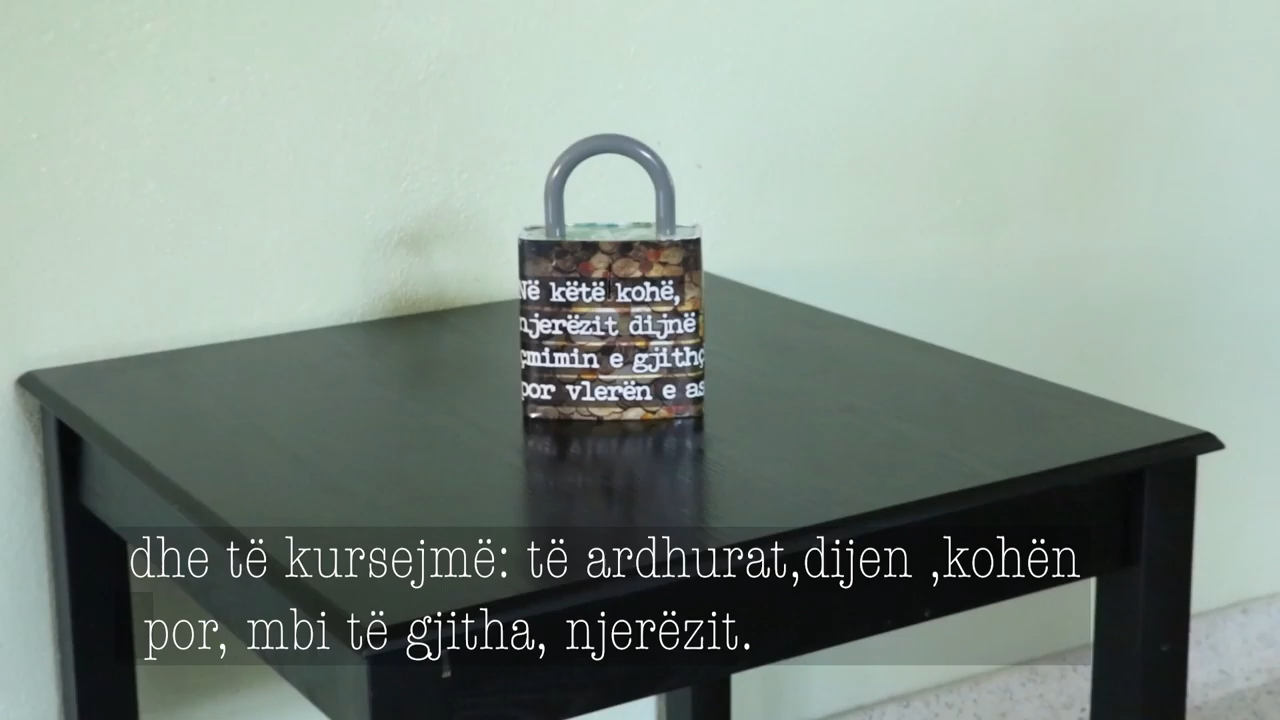 Në këtë kohë,
njerëzit dijnë
çmimin e gjithç
por vlerën e as
dhe të kursejmë: të ardhurat,dijen ,kohën
por, mbi të gjitha, njerëzit.